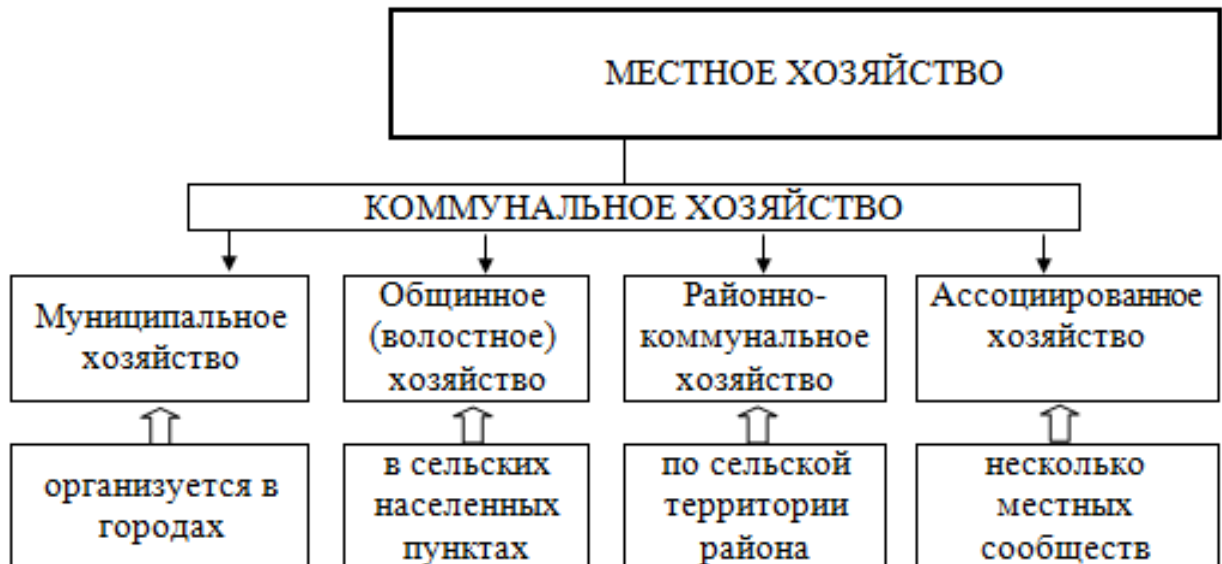 МЕСТНОЕ ХОЗЯЙСТВО
КОММУНАЛЬНОЕ ХОЗЯЙСТВО
Муниципальное
хозяйство
Общинное
(волостное)
хозяйство
Районно-
коммунальное
хозяйство
Ассоциированное
хозяйство
организуется в
городах
в сельских
населенных
пунктах
по сельской
территории
района
несколько
местных
сообществ